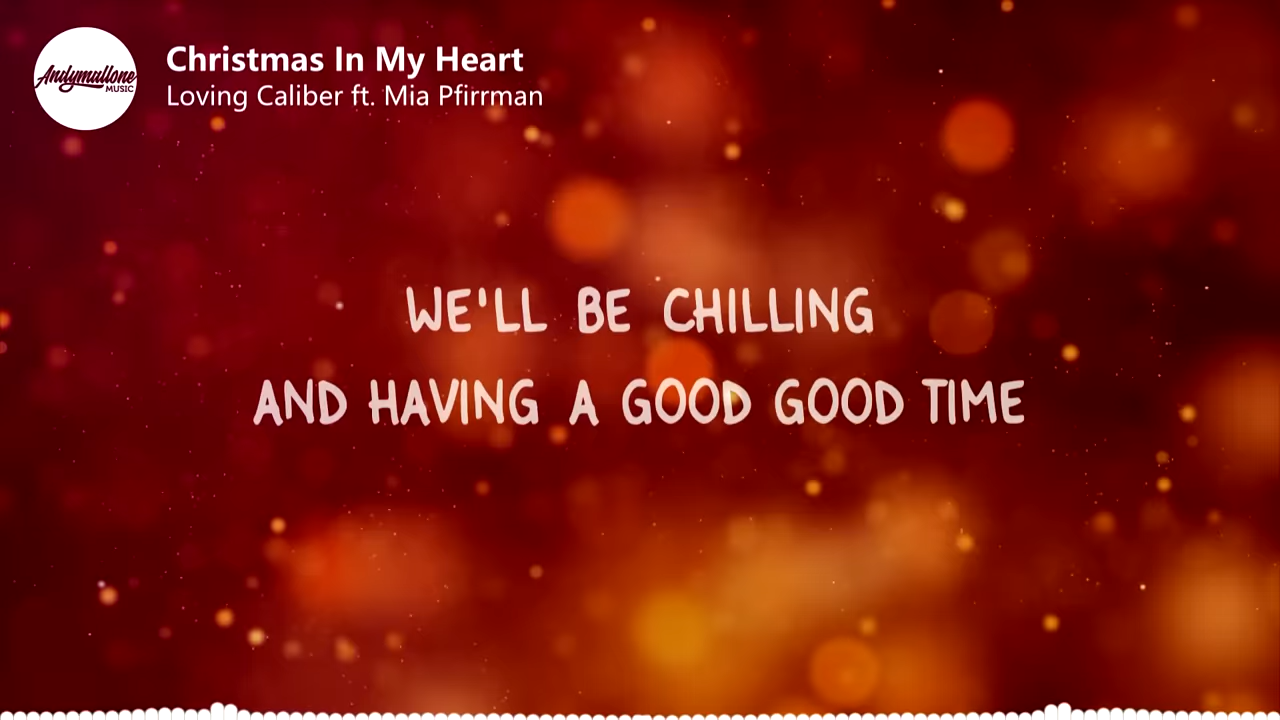 Andymallone
MUSIC
Christmas In My Heart
Loving Caliber ft. Mia Pfirrman
WE'LL BE CHILLING
AND HAVING A GOOD GOOD TIME